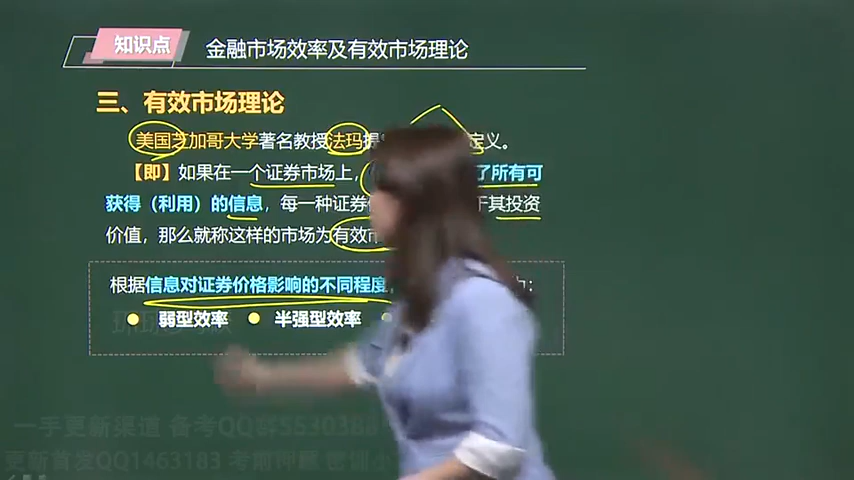 知识点 金融市场效率及有效市场理论
三、有效市场理论
美国芝加哥大学著名教授法玛提 定义。
【即】如果在一个证券市场上, 了所有可
获得（利用）的信息，每一种证券 于其投资
价值，那么就称这样的市场为有效市
根据信息对证券价格影响的不同程度，
弱型效率 半强型效率
一手更新渠道 备考QQ群5530388
更新首发QQ1463183 考前押题 密训